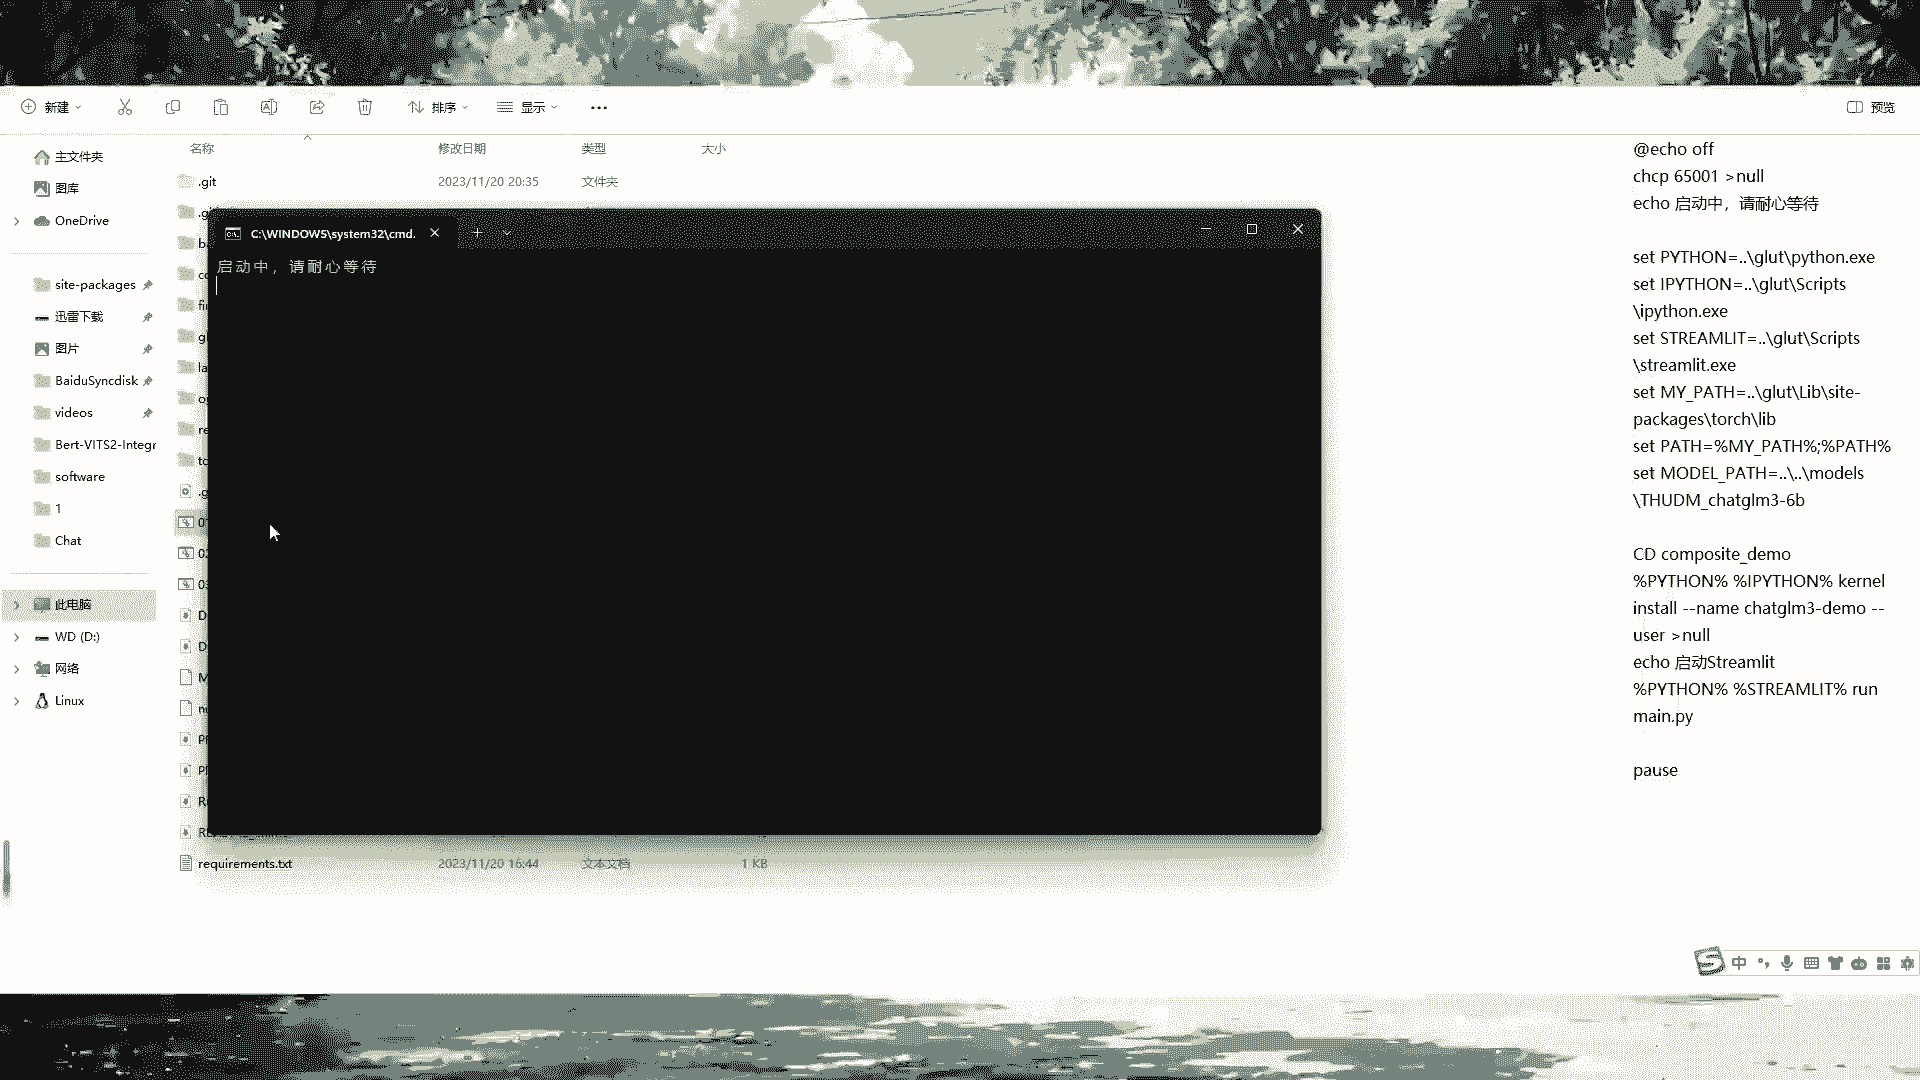 新建
排序
显示
预览
名称
修改日期
类型
大小
主文件夹
图库
OneDrive
site-packages
迅雷下载
图片
BaiduSyncdisk
videos
Bert-VITS2-Integr
software
1
Chat
此电脑
WD (D:)
网络
Linux
.git
2023/11/20 20:35
文件夹
C:\WINDOWS\system32\cmd.
启动中，请耐心等待
requirements.txt
2023/11/20 16:44
文本文档
1 KB
@echo off
chcp 65001 >null
echo 启动中，请耐心等待
set PYTHON=..\glut\python.exe
set IPYTHON=..\glut\Scripts
\ipython.exe
set STREAMLIT=..\glut\Scripts
\streamlit.exe
set MY_PATH=..\glut\Lib\site-
packages\torch\lib
set PATH=%MY_PATH%;%PATH%
set MODEL_PATH=..\..\models
\THUDM_chatglm3-6b
CD composite_demo
%PYTHON% %IPYTHON% kernel
install --name chatglm3-demo --
user >null
echo 启动Streamlit
%PYTHON% %STREAMLIT% run
main.py
pause
中